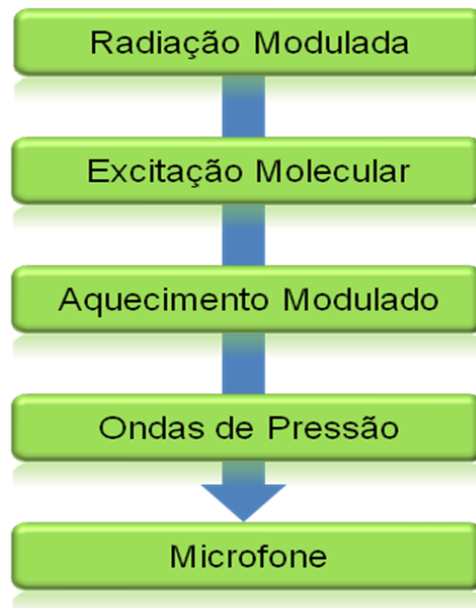 Radiação Modulada
Excitação Molecular
Aquecimento Modulado
Ondas de Pressão
Microfone